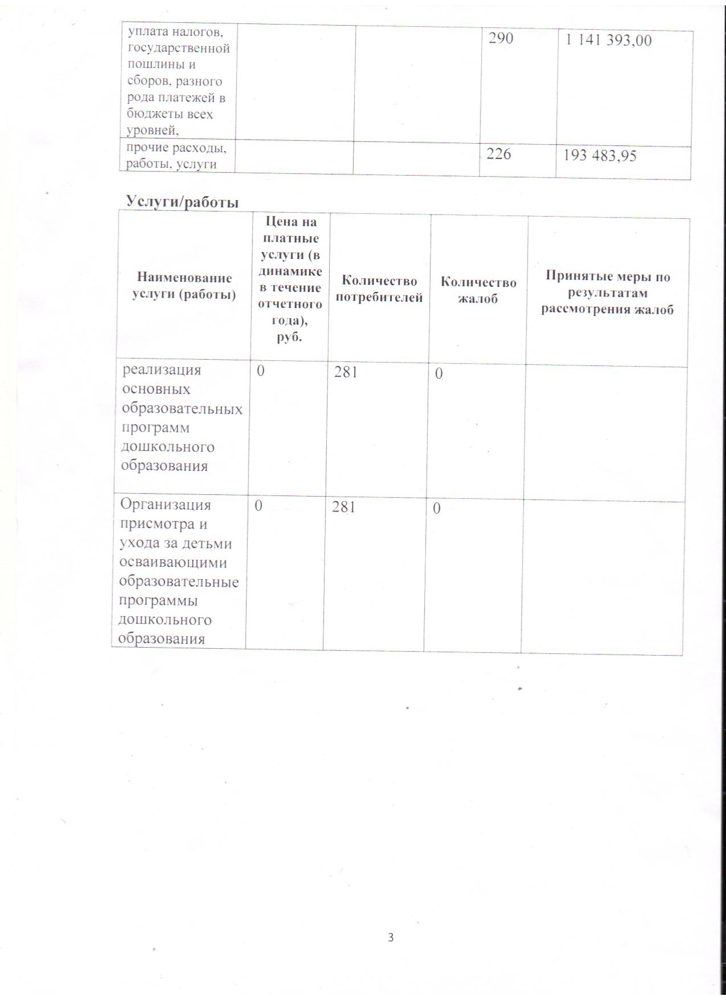 уплата налогов,
государственной
пошлины и
сборов, разного
рода платежей в
бюджеты всех
уровней,
290
1 141 393,00
прочие расходы,
работы, услуги
226
193 483,95
Услуги/работы
Наименование
услуги (работы)
Цена на
платные
услуги (в
динамике
в течение
отчетного
года),
руб.
Количество
потребителей
Количество
жалоб
Принятые меры по
результатам
рассмотрения жалоб
реализация
основных
образовательных
программ
дошкольного
образования
0
281
0
Организация
присмотра и
ухода за детьми
осваивающими
образовательные
программы
дошкольного
образования
0
281
0
3